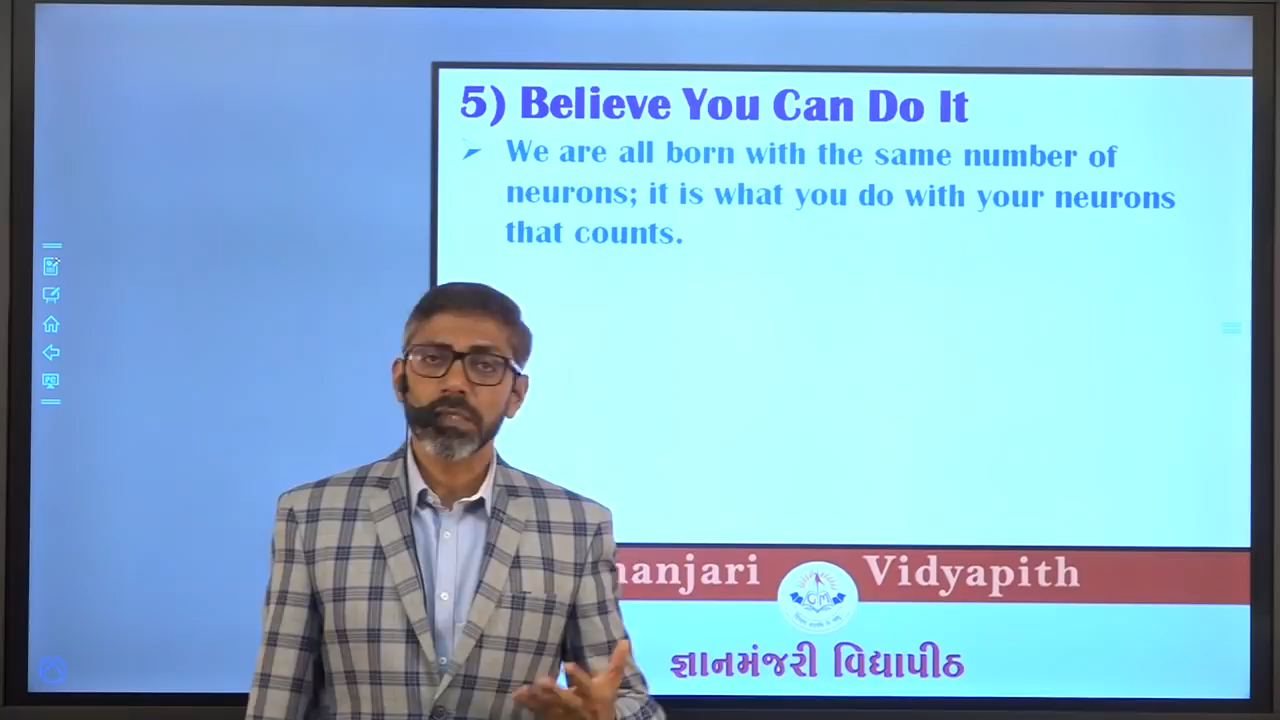 5) Believe You Can Do It
➢ We are all born with the same number of
neurons; it is what you do with your neurons
that counts.
Vidyapith
GM
જ્ઞાનમંજરી વિદ્યાપીઠ